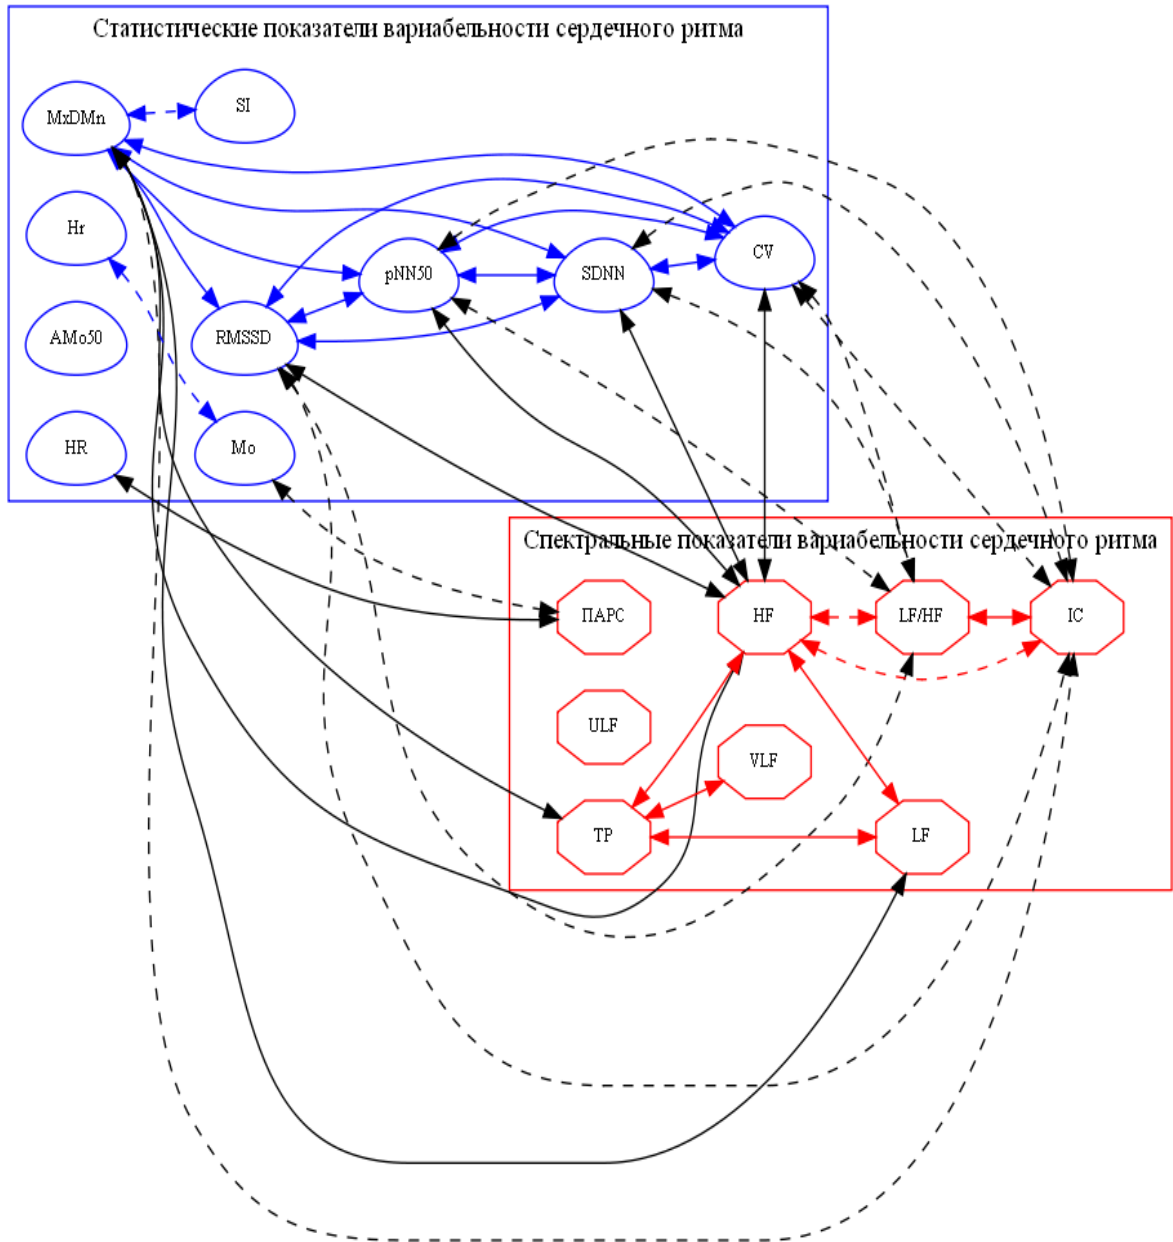 Статистические показатели вариабельности сердечного ритма
MxDMn
SI
Hr
pNN50
SDNN
CV
AMo50
RMSSD
HR
Mo
Спектральные показатели вариабельности сердечного ритма
ПАРС
HF
LF/HF
IC
ULF
VLF
TP
LF